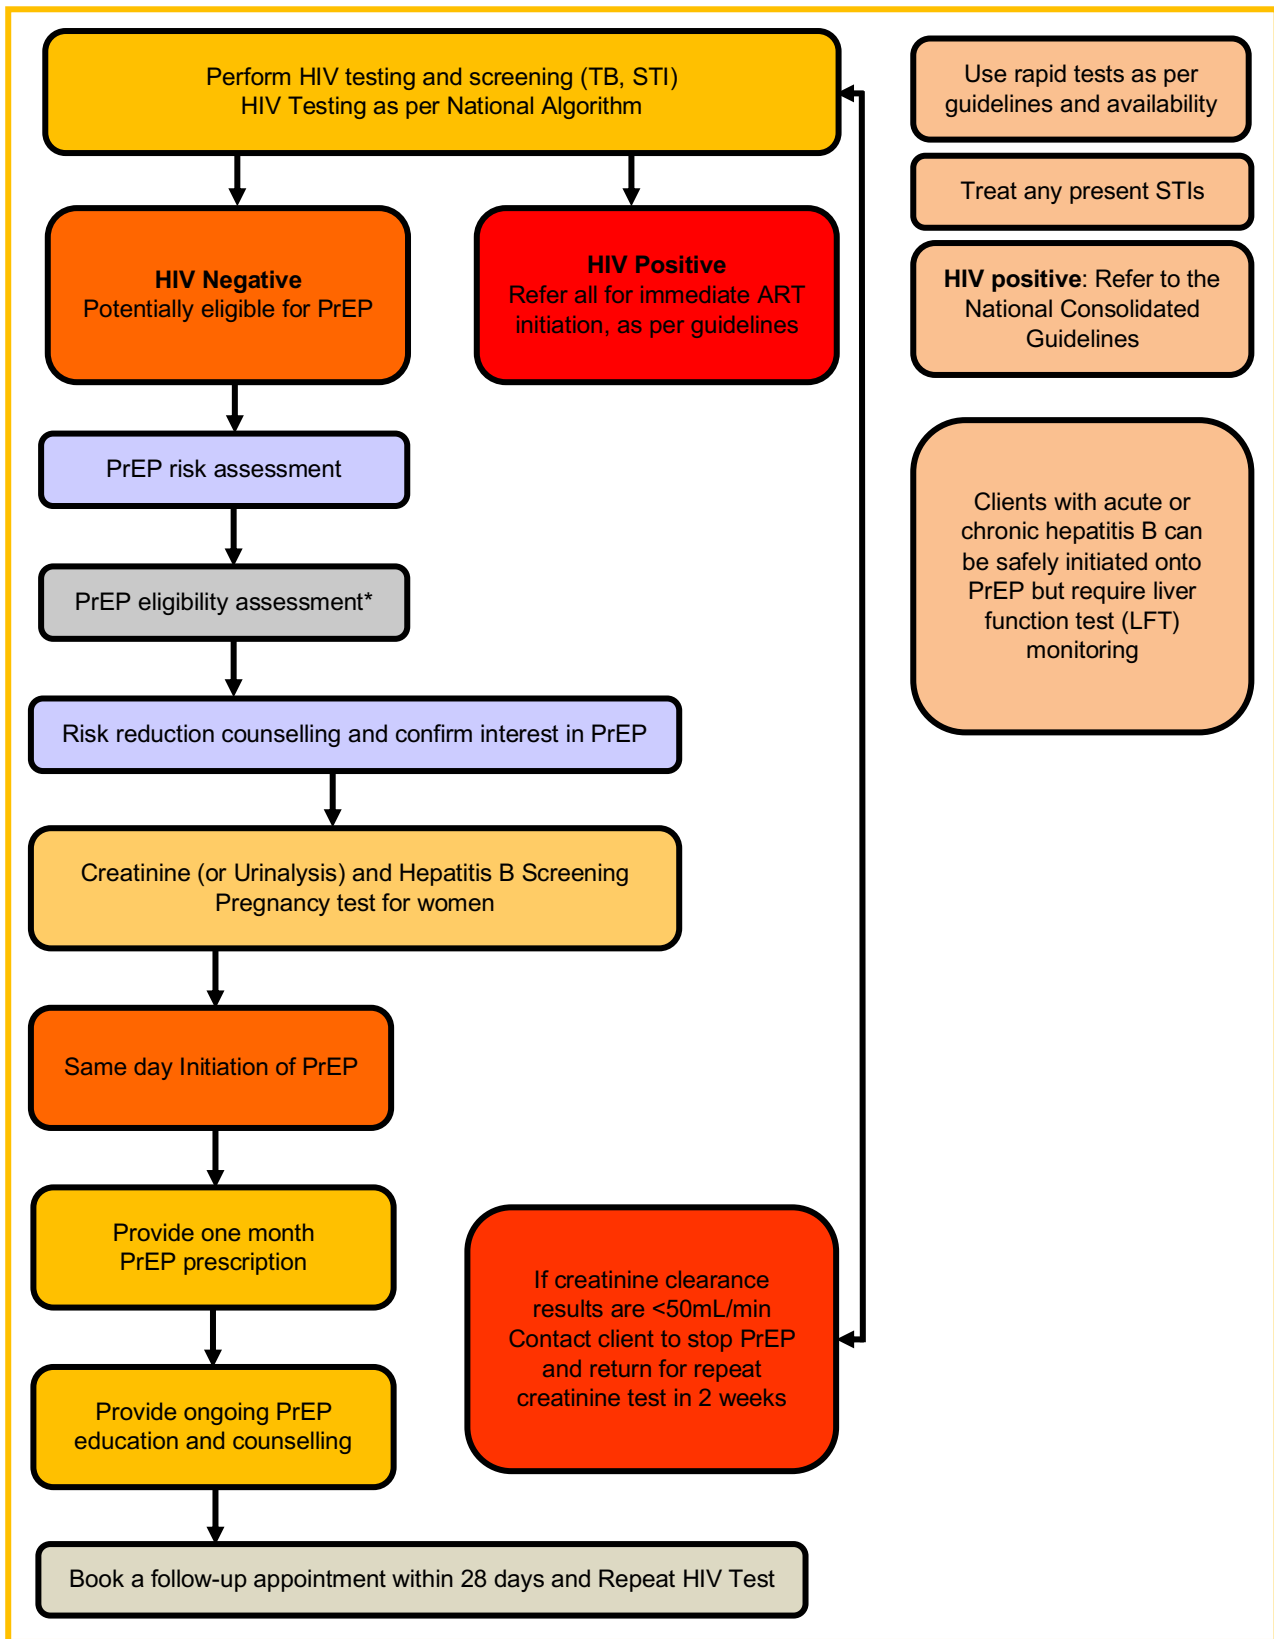 Perform HIV testing and screening (TB, STI)
HIV Testing as per National Algorithm
Use rapid tests as per
guidelines and availability
Treat any present STIs
HIV Negative
Potentially eligible for PrEP
HIV Positive
Refer all for immediate ART
initiation, as per guidelines
HIV positive: Refer to the
National Consolidated
Guidelines
PrEP risk assessment
PrEP eligibility assessment*
Clients with acute or
chronic hepatitis B can
be safely initiated onto
PrEP but require liver
function test (LFT)
monitoring
Risk reduction counselling and confirm interest in PrEP
Creatinine (or Urinalysis) and Hepatitis B Screening
Pregnancy test for women
Same day Initiation of PrEP
Provide one month
PrEP prescription
If creatinine clearance
results are <50mL/min
Contact client to stop PrEP
and return for repeat
creatinine test in 2 weeks
Provide ongoing PrEP
education and counselling
Book a follow-up appointment within 28 days and Repeat HIV Test